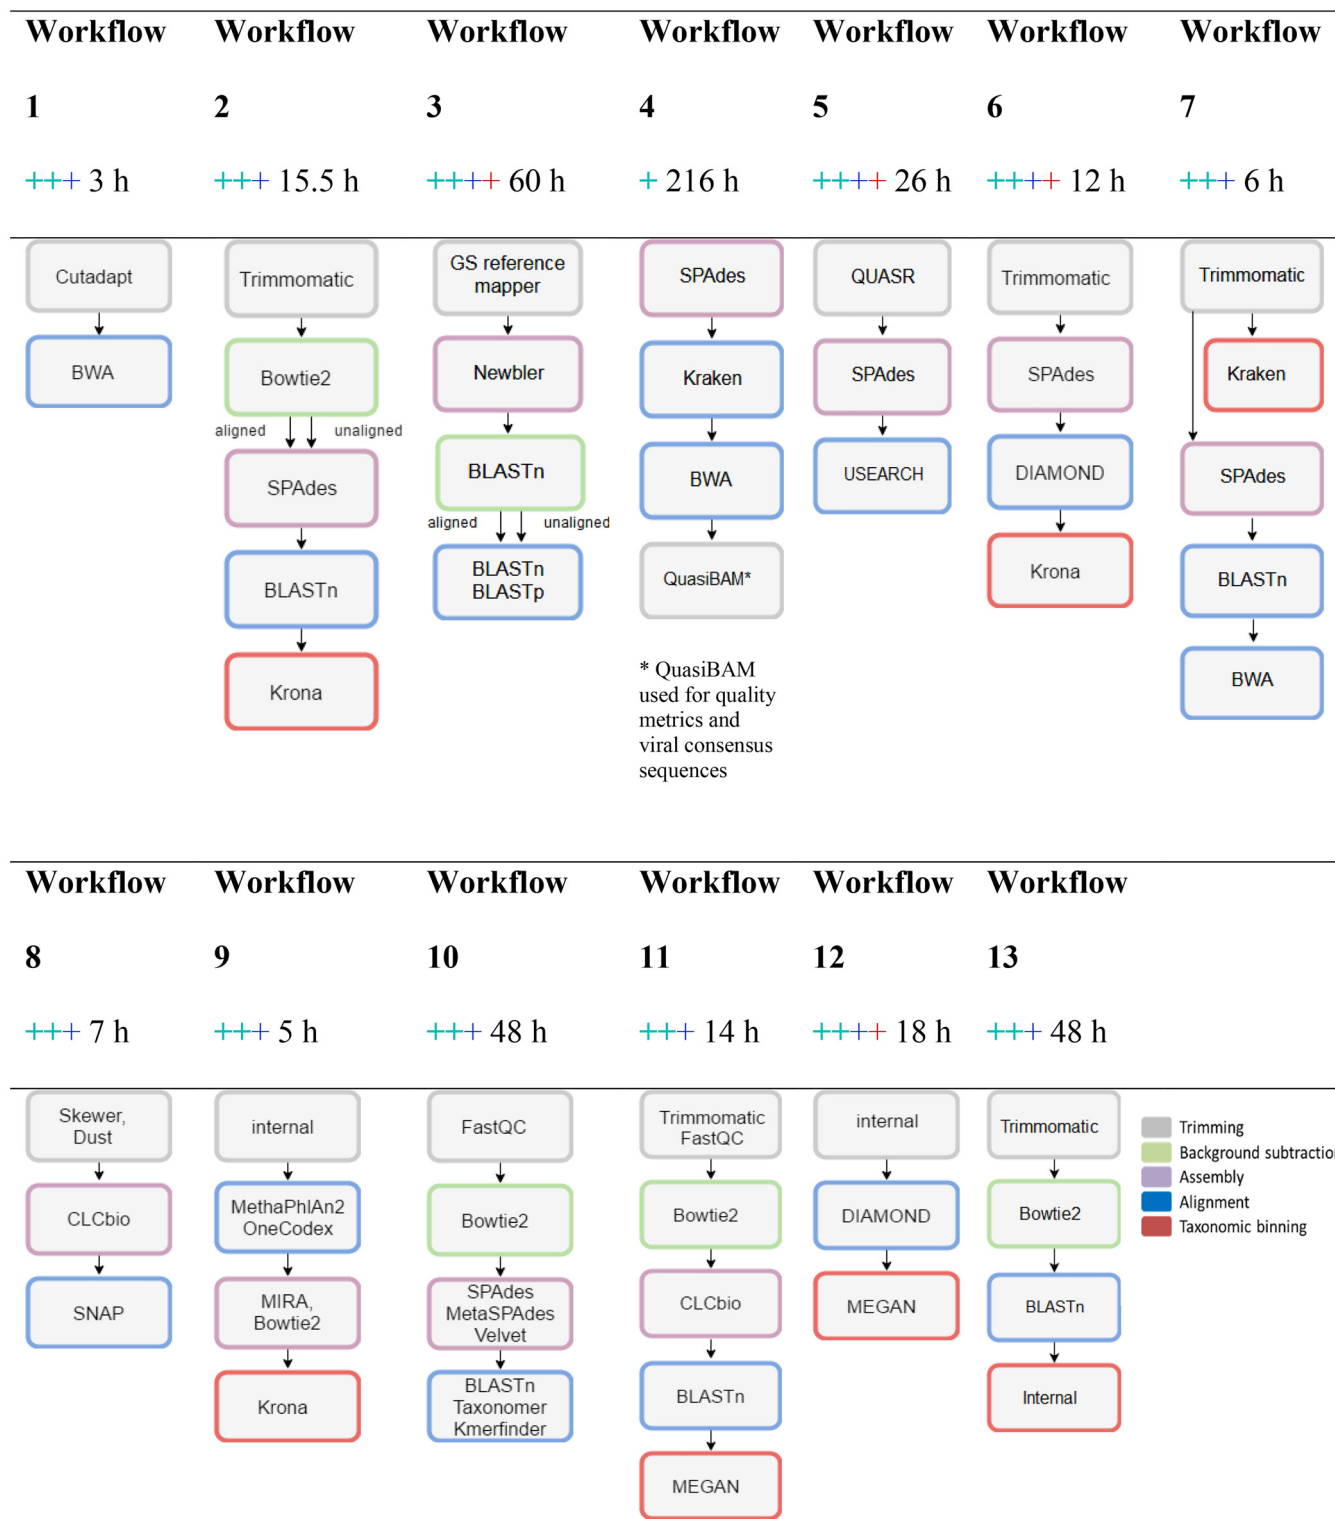 Workflow Workflow Workflow Workflow Workflow Workflow Workflow
1 2 3 4 5 6 7
+++ 3 h +++ 15.5 h ++++ 60 h + 216 h ++++ 26 h ++++ 12 h +++ 6 h
Cutadapt
BWA
Trimmomatic
Bowtie2
aligned unaligned
SPAdes
BLASTn
Krona
GS reference
mapper
Newbler
BLASTn
aligned unaligned
BLASTn
BLASTp
SPAdes
Kraken
BWA
QuasiBAM*
* QuasiBAM
used for quality
metrics and
viral consensus
sequences
QUASR
SPAdes
USEARCH
Trimmomatic
SPAdes
DIAMOND
Krona
Trimmomatic
Kraken
SPAdes
BLASTn
BWA
Workflow Workflow Workflow Workflow Workflow Workflow
8 9 10 11 12 13
+++ 7 h +++ 5 h +++ 48 h +++ 14 h ++++ 18 h +++ 48 h
Skewer,
Dust
CLCbio
SNAP
internal
MethaPhlAn2
OneCodex
MIRA,
Bowtie2
Krona
FastQC
Bowtie2
SPAdes
MetaSPAdes
Velvet
BLASTn
Taxonomer
Kmerfinder
Trimmomatic
FastQC
Bowtie2
CLCbio
BLASTn
MEGAN
internal
DIAMOND
MEGAN
Trimmomatic
Bowtie2
BLASTn
Internal
Trimming
Background subtraction
Assembly
Alignment
Taxonomic binning